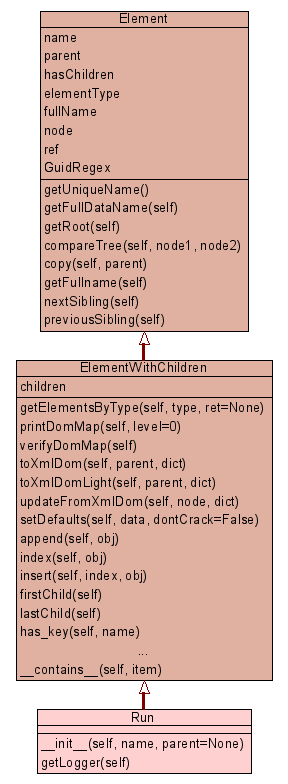 Element
name
parent
hasChildren
elementType
fullName
node
ref
GuidRegex
getUniqueName()
getFullDataName(self)
getRoot(self)
compareTree(self, node1, node2)
copy(self, parent)
getFullname(self)
nextSibling(self)
previousSibling(self)
ElementWithChildren
children
getElementsByType(self, type, ret=None)
printDomMap(self, level=0)
verifyDomMap(self)
toXmlDom(self, parent, dict)
toXmlDomLight(self, parent, dict)
updateFromXmlDom(self, node, dict)
setDefaults(self, data, dontCrack=False)
append(self, obj)
index(self, obj)
insert(self, index, obj)
firstChild(self)
lastChild(self)
has_key(self, name)
...
__contains__(self, item)
Run
__init__(self, name, parent=None)
getLogger(self)